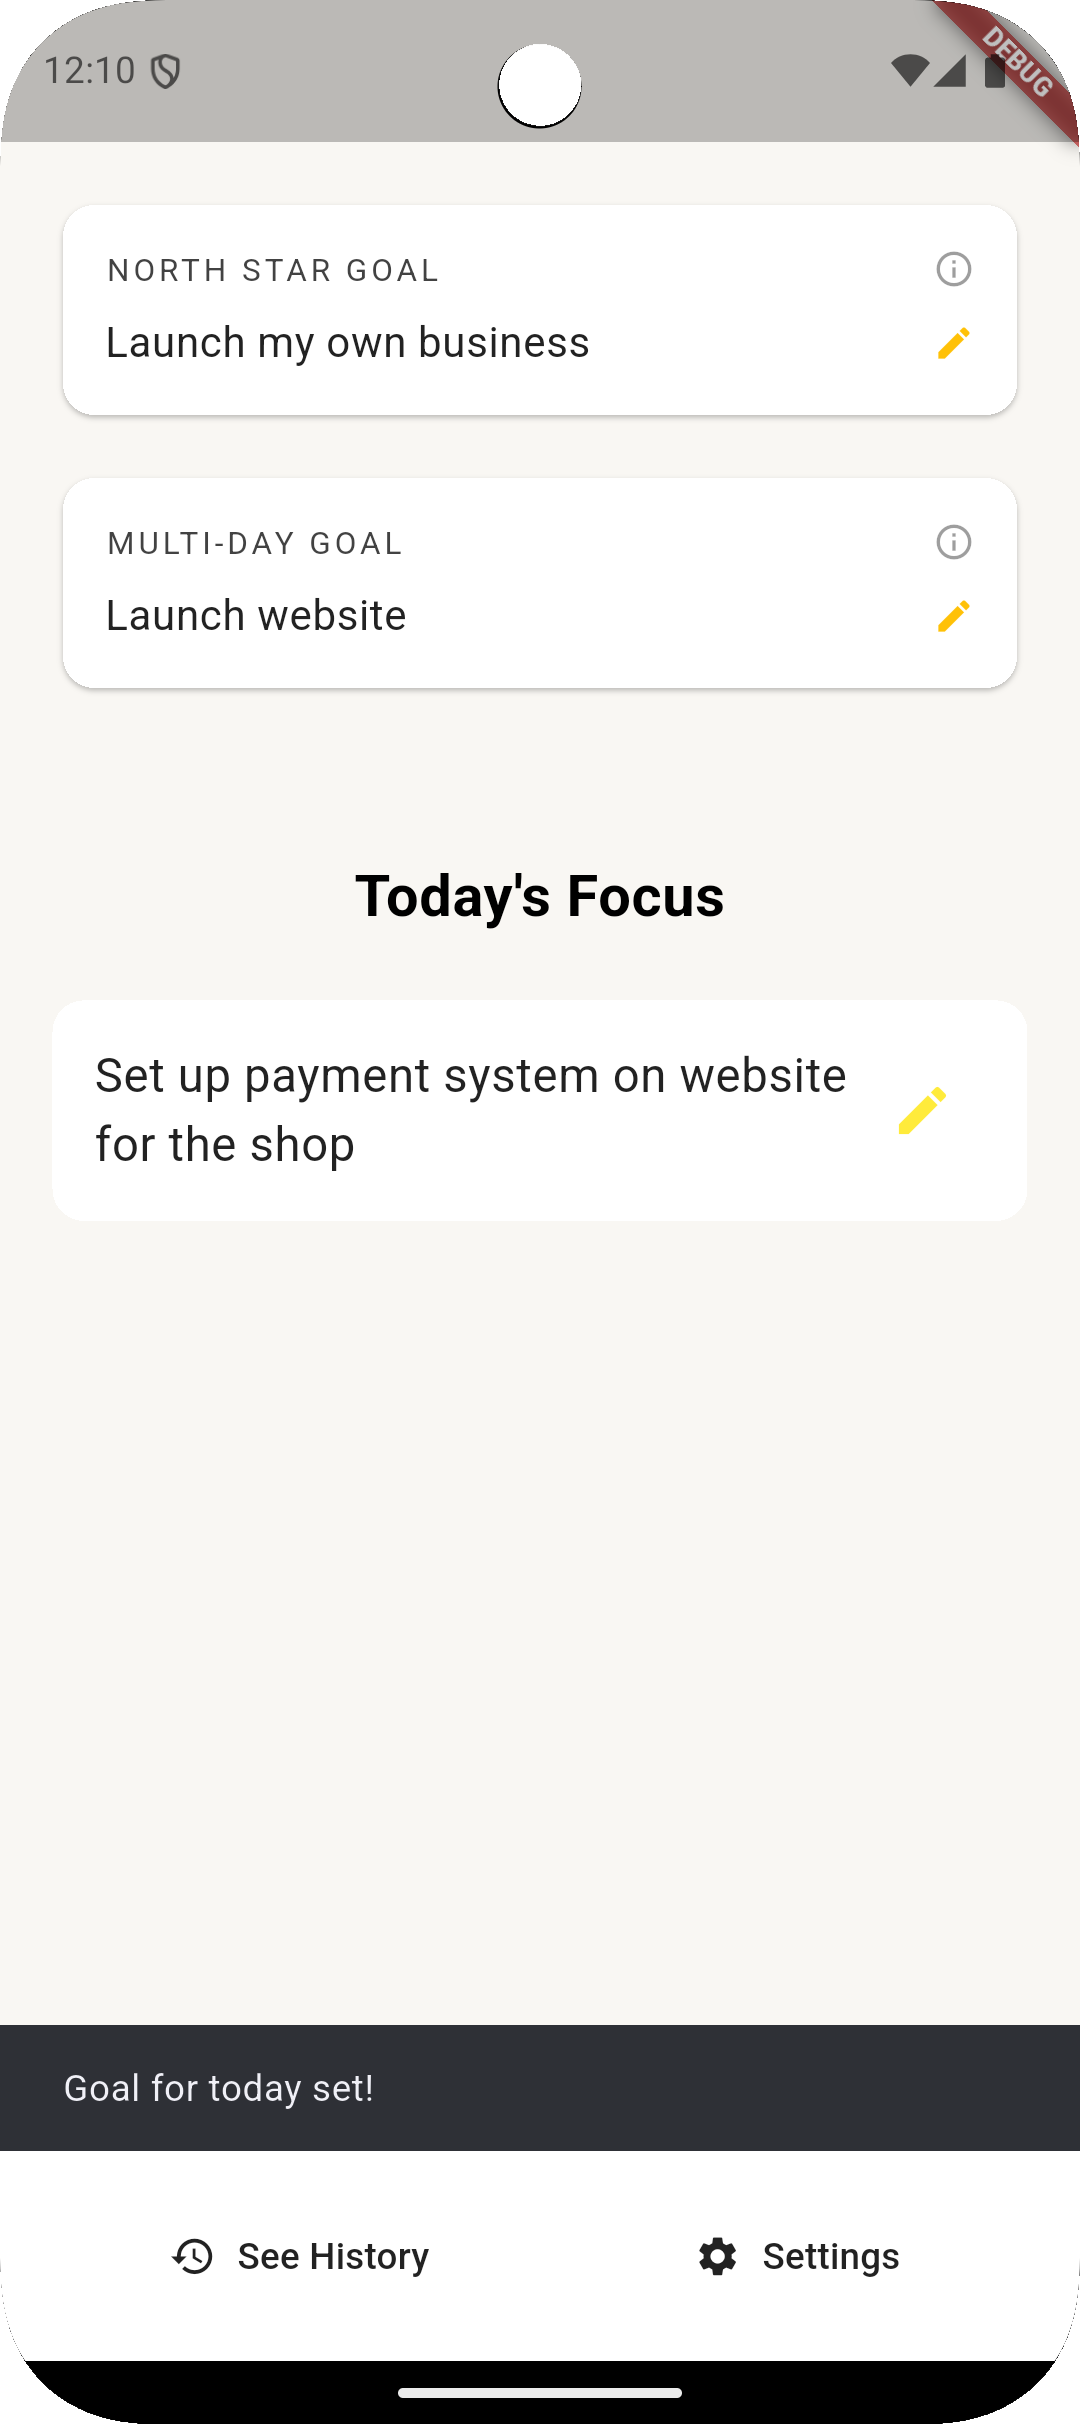 12:10
DEBUG
NORTH STAR GOAL
Launch my own business
MULTI-DAY GOAL
Launch website
Today's Focus
Set up payment system on website
for the shop
Goal for today set!
See History
Settings